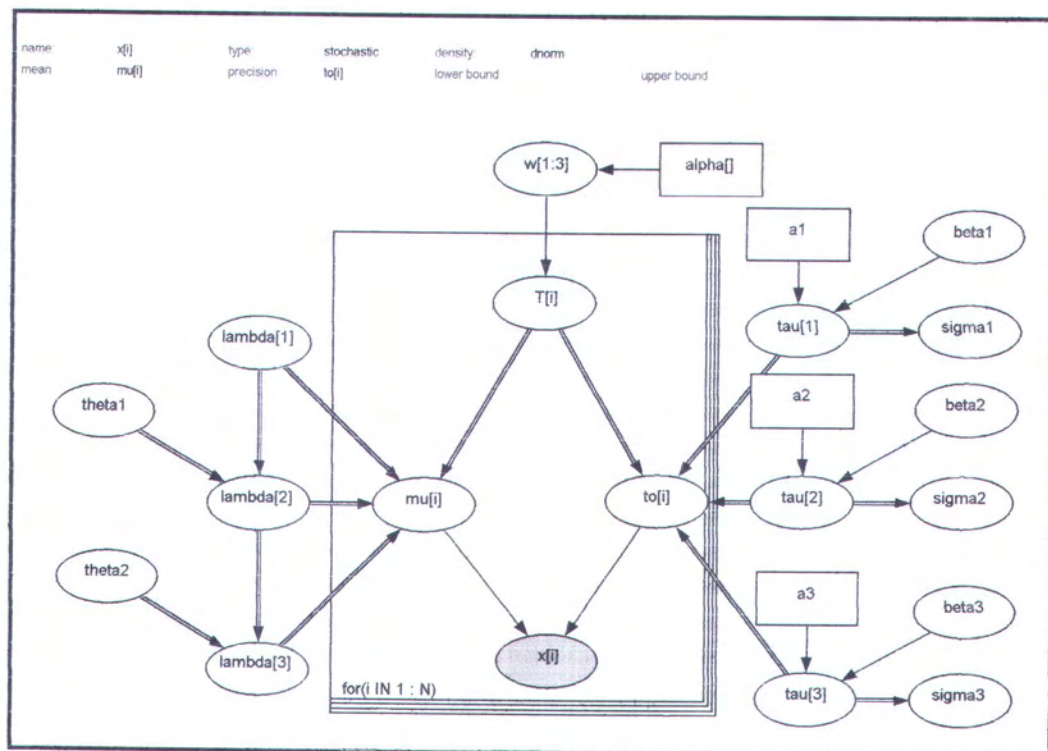 name: x[i] type: stochastic density: dnorm
mean mu[i] precision to[i] lower bound upper bound
w[1:3] alpha[]
a1 beta1
T[i]
lambda[1] tau[1] sigma1
theta1 a2 beta2
lambda[2] mu[i] to[i] tau[2] sigma2
theta2 a3 beta3
lambda[3] x[i]
for(i IN 1 : N) tau[3] sigma3